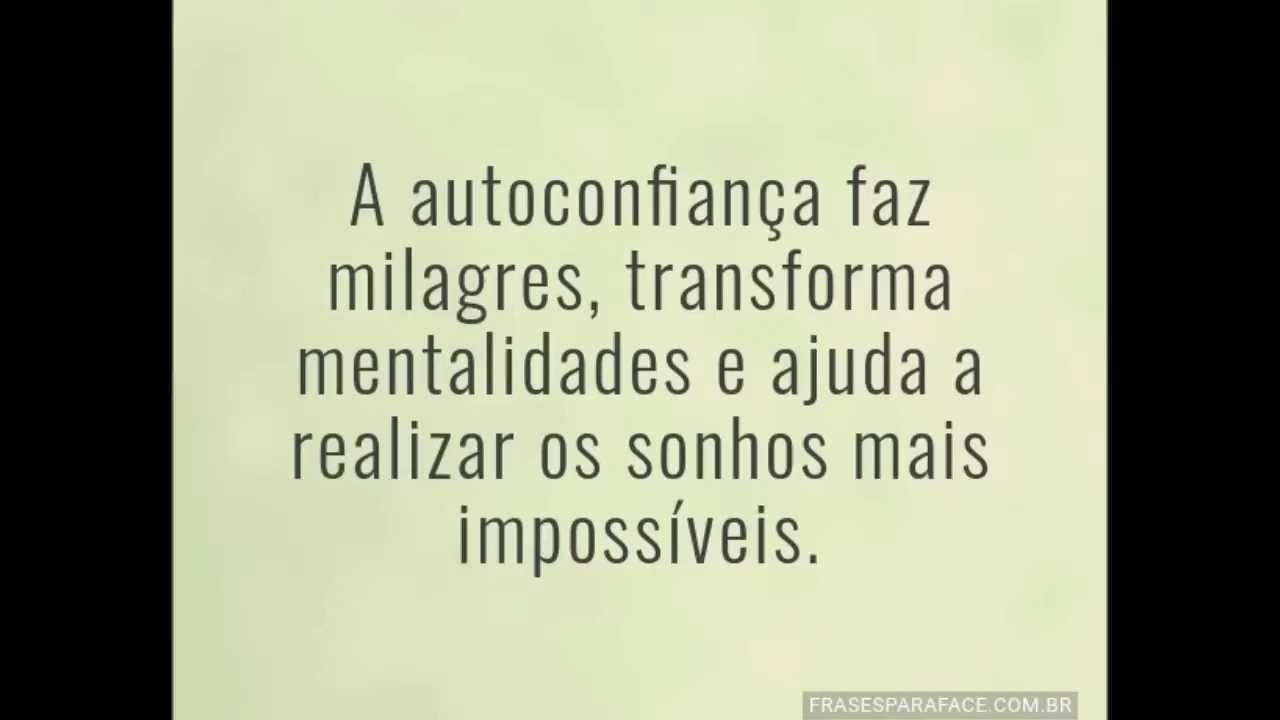 A autoconfiança faz
milagres, transforma
mentalidades e ajuda a
realizar os sonhos mais
impossíveis.
FRASESPARAFACE.COM.BR